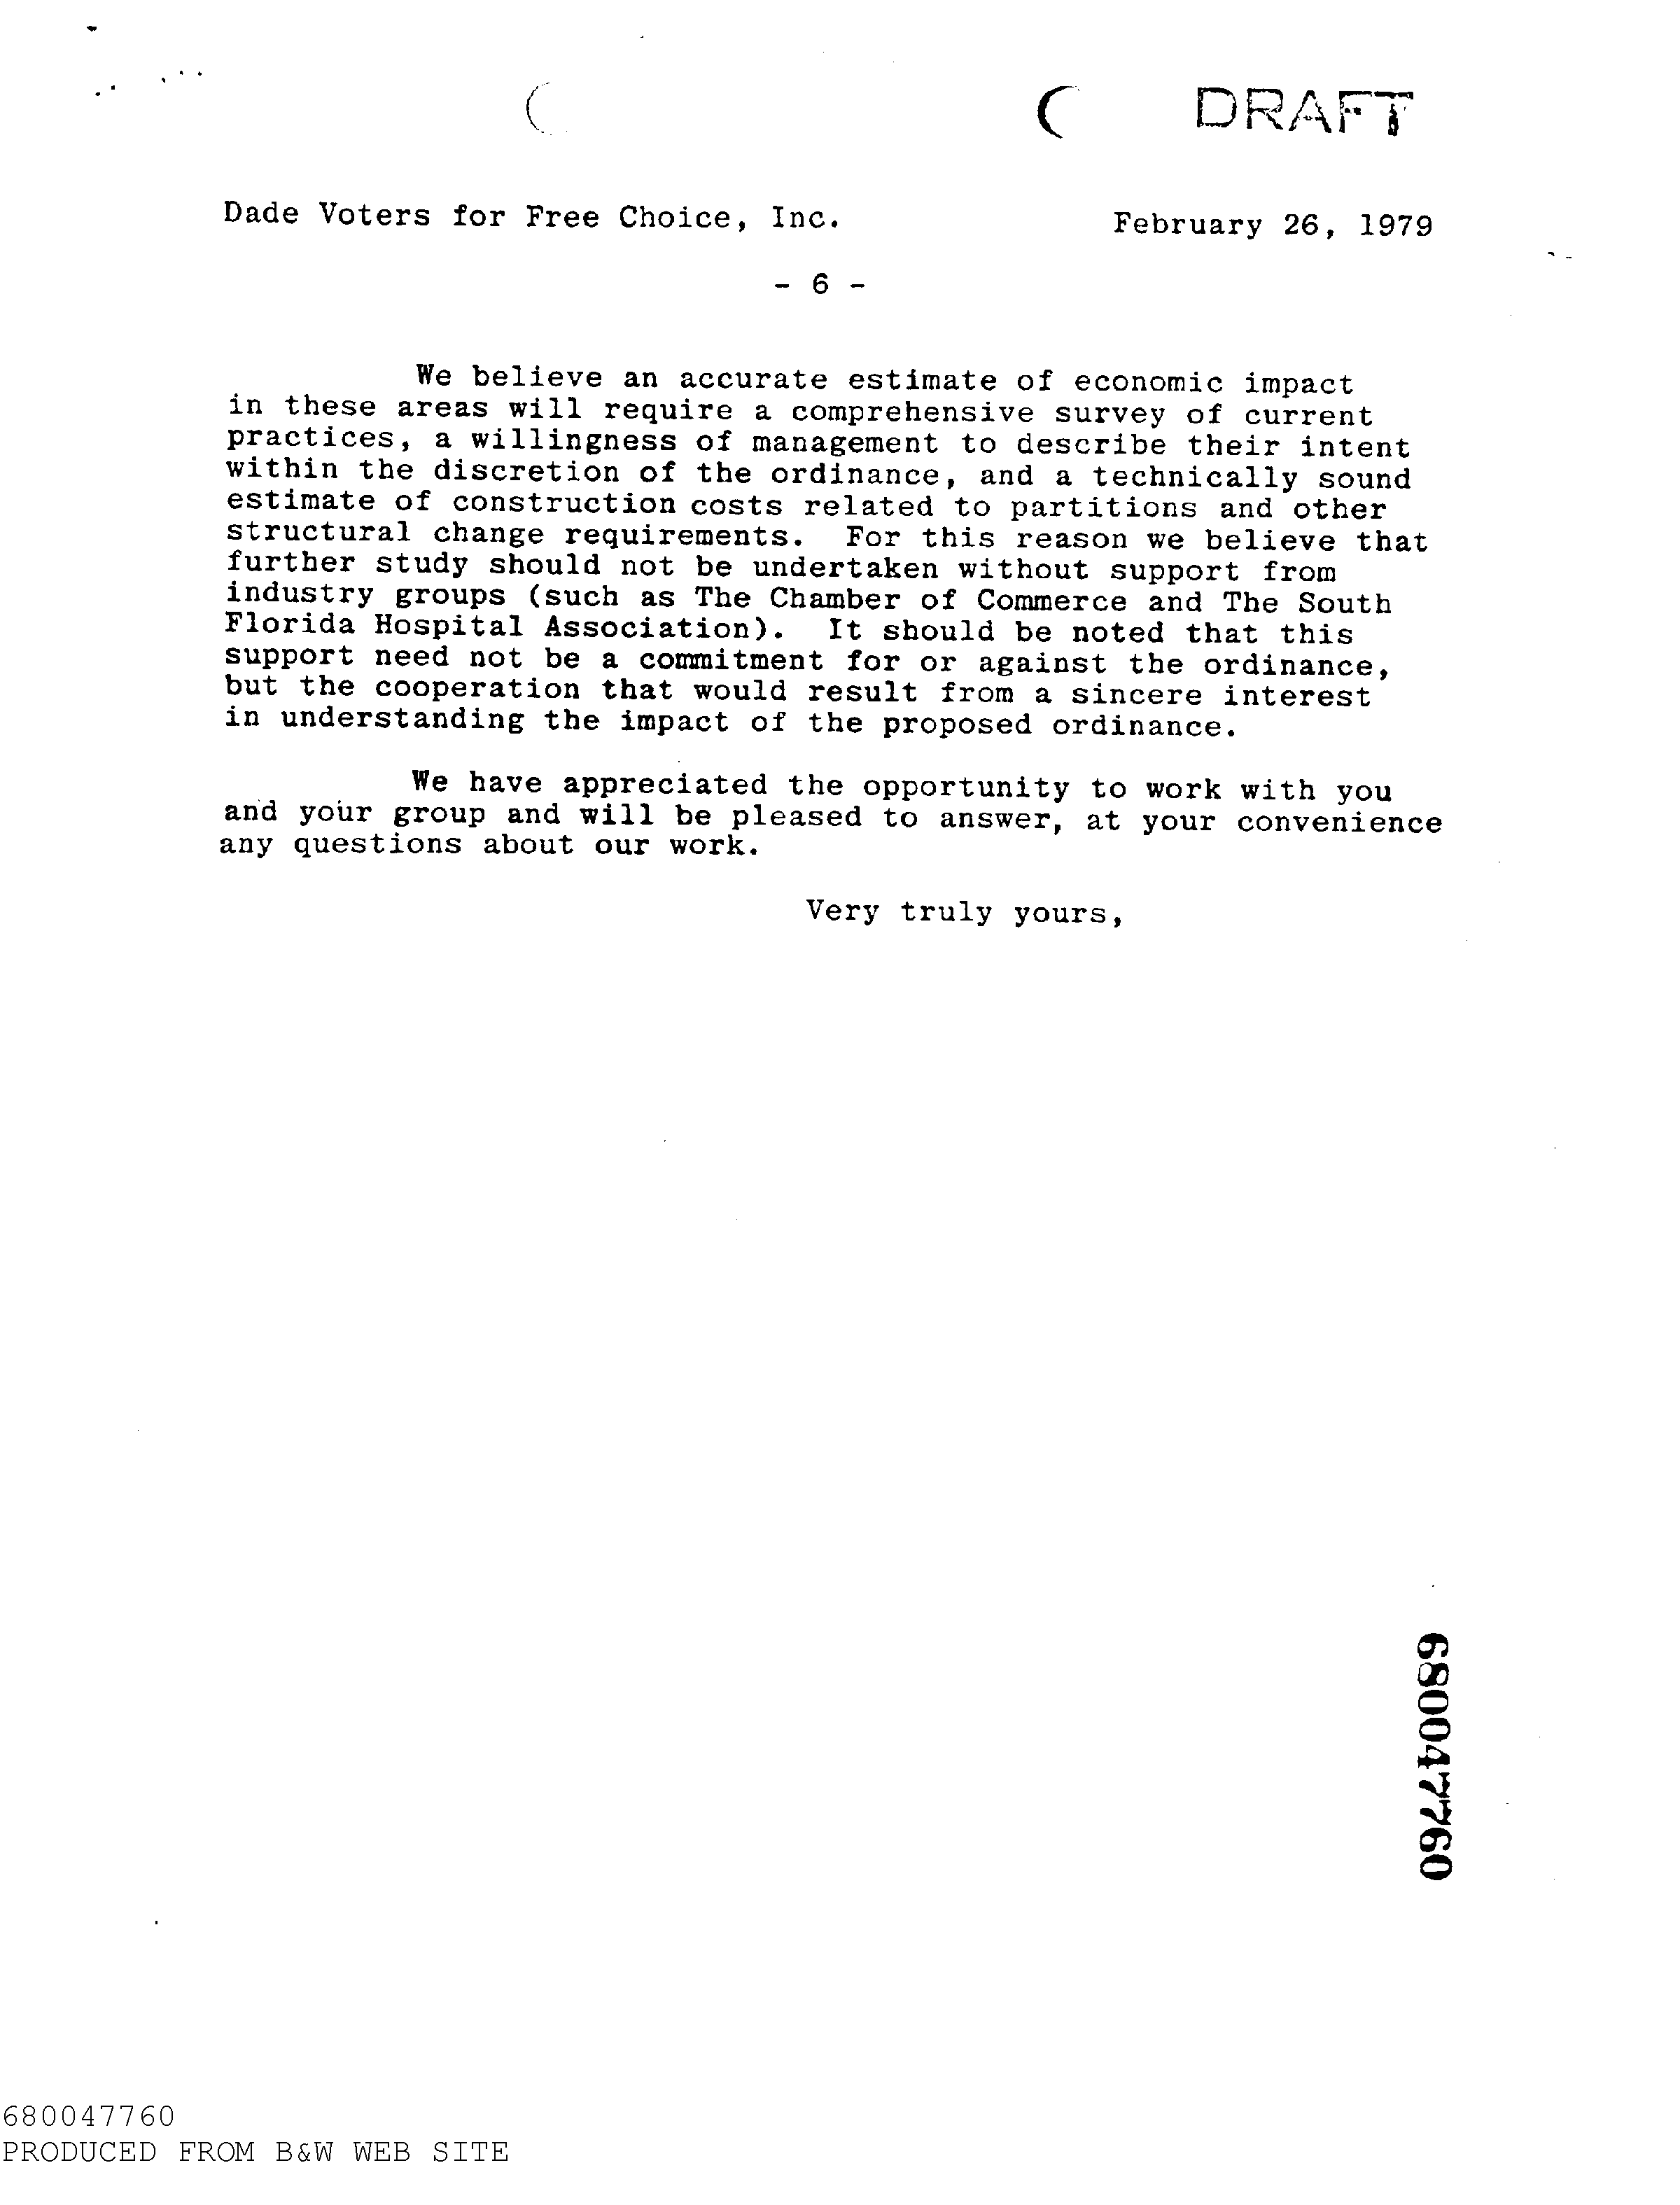 DRAFT
Dade Voters for Free Choice, Inc. February 26, 1979
- 6 -
We believe an accurate estimate of economic impact
in these areas will require a comprehensive survey of current
practices, a willingness of management to describe their intent
within the discretion of the ordinance, and a technically sound
estimate of construction costs related to partitions and other
structural change requirements. For this reason we believe that
further study should not be undertaken without support from
industry groups (such as The Chamber of Commerce and The South
Florida Hospital Association). It should be noted that this
support need not be a commitment for or against the ordinance,
but the cooperation that would result from a sincere interest
in understanding the impact of the proposed ordinance.
We have appreciated the opportunity to work with you
and your group and will be pleased to answer, at your convenience
any questions about our work.
Very truly yours,
680047760
680047760
PRODUCED FROM B&W WEB SITE